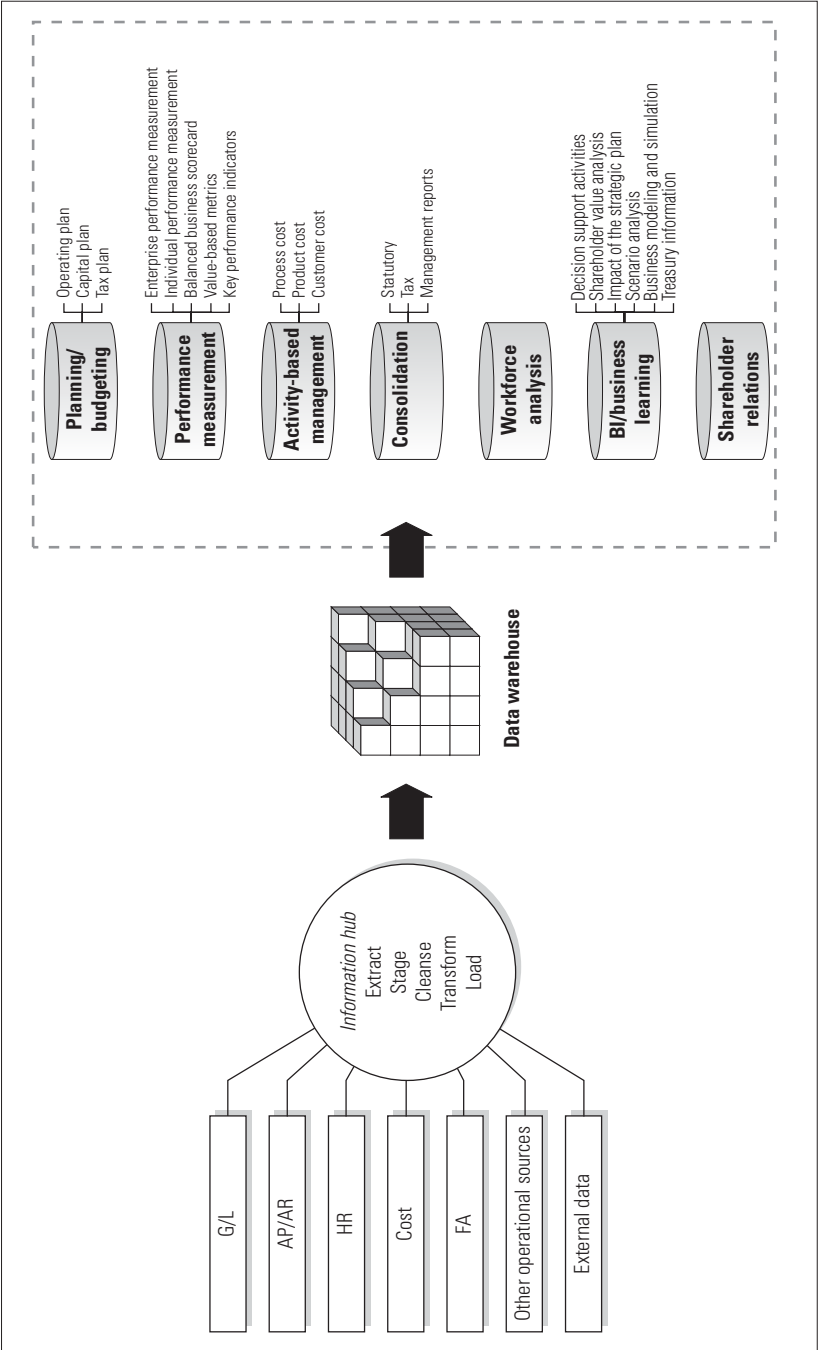 G/L
AP/AR
HR
Cost
FA
Other operational sources
External data
Information hub
Extract
Stage
Cleanse
Transform
Load
Data warehouse
Planning/
budgeting
Operating plan
Capital plan
Tax plan
Performance
measurement
Enterprise performance measurement
Individual performance measurement
Balanced business scorecard
Value-based metrics
Key performance indicators
Activity-based
management
Process cost
Product cost
Customer cost
Consolidation
Statutory
Tax
Management reports
Workforce
analysis
BI/business
learning
Decision support activities
Shareholder value analysis
Impact of the strategic plan
Scenario analysis
Business modeling and simulation
Treasury information
Shareholder
relations